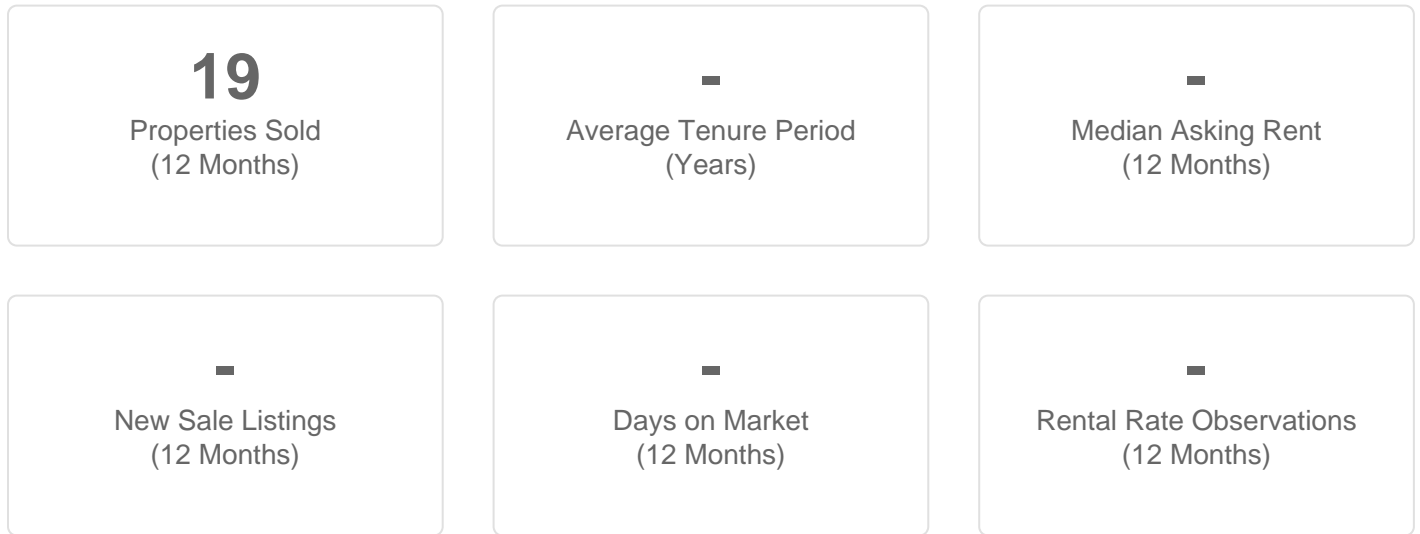 19
Properties Sold
(12 Months)
-
Average Tenure Period
(Years)
-
Median Asking Rent
(12 Months)
-
New Sale Listings
(12 Months)
-
Days on Market
(12 Months)
-
Rental Rate Observations
(12 Months)